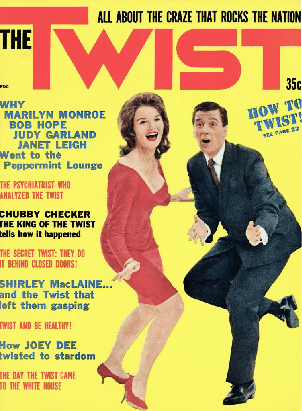 ALL ABOUT THE CRAZE THAT ROCKS THE NATION
THE TWIST
DEC.
35c
WHY
MARILYN MONROE
BOB HOPE
JUDY GARLAND
JANET LEIGH
Went to the
Peppermint Lounge
HOW TO
TWIST!
SEE PAGE 22
THE PSYCHIATRIST WHO
ANALYZED THE TWIST
CHUBBY CHECKER
THE KING OF THE TWIST
tells how it happened
THE SECRET TWIST: THEY DO
IT BEHIND CLOSED DOORS!
SHIRLEY MacLAINE...
and the Twist that
left them gasping
TWIST AND BE HEALTHY!
How JOEY DEE
twisted to stardom
THE DAY THE TWIST CAME
TO THE WHITE HOUSE